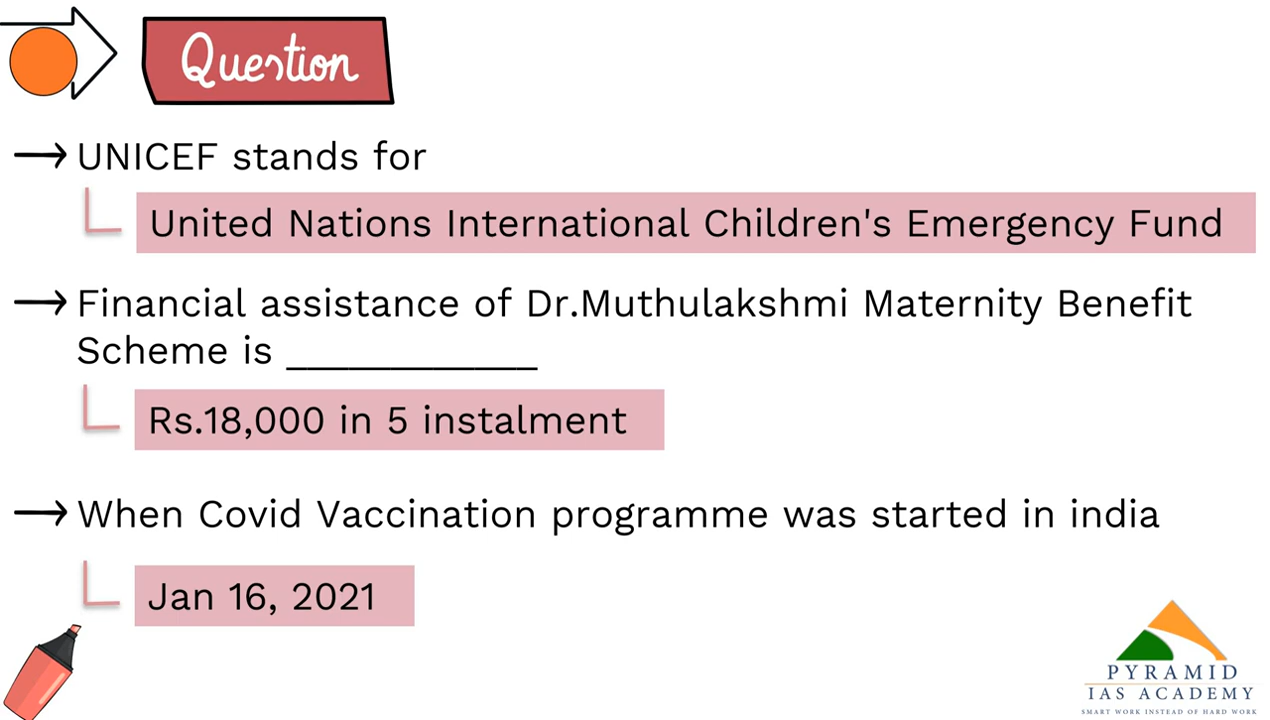 Question
UNICEF stands for
United Nations International Children's Emergency Fund
Financial assistance of Dr.Muthulakshmi Maternity Benefit
Scheme is ____________
Rs.18,000 in 5 instalment
When Covid Vaccination programme was started in india
Jan 16, 2021
PYRAMID
IAS ACADEMY
SMART WORK INSTEAD OF HARD WORK